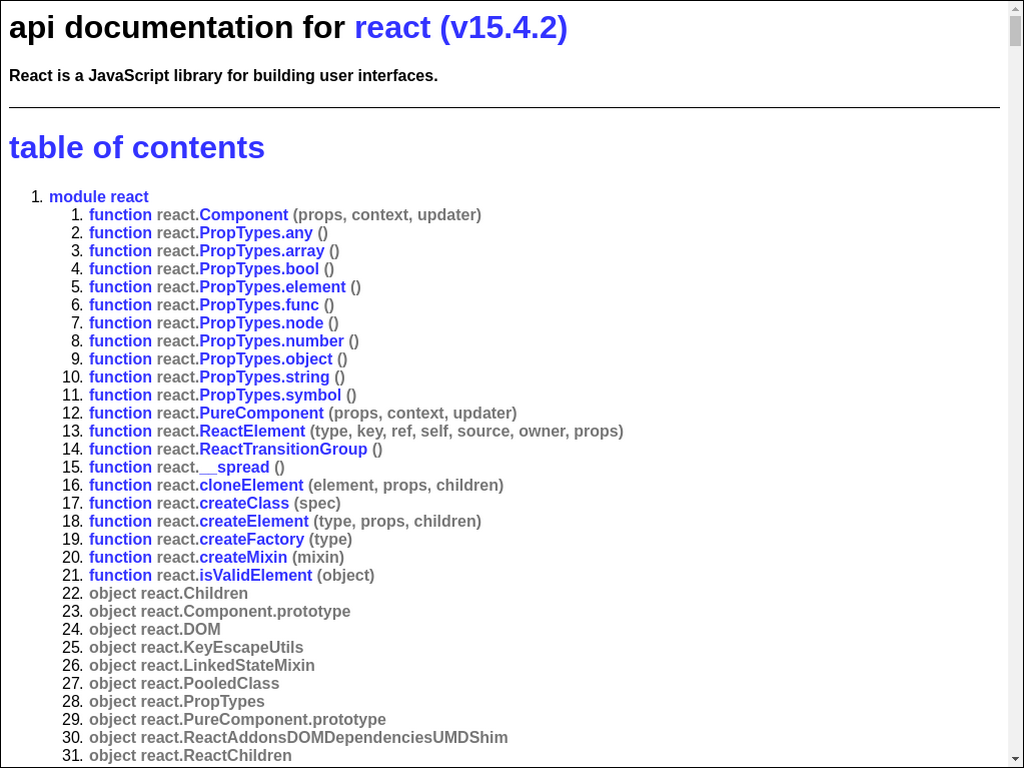 api documentation for react (v15.4.2)
React is a JavaScript library for building user interfaces.
table of contents
1. module react
1. function react.Component (props, context, updater)
2. function react.PropTypes.any ()
3. function react.PropTypes.array ()
4. function react.PropTypes.bool ()
5. function react.PropTypes.element ()
6. function react.PropTypes.func ()
7. function react.PropTypes.node ()
8. function react.PropTypes.number ()
9. function react.PropTypes.object ()
10. function react.PropTypes.string ()
11. function react.PropTypes.symbol ()
12. function react.PureComponent (props, context, updater)
13. function react.ReactElement (type, key, ref, self, source, owner, props)
14. function react.ReactTransitionGroup ()
15. function react.__spread ()
16. function react.cloneElement (element, props, children)
17. function react.createClass (spec)
18. function react.createElement (type, props, children)
19. function react.createFactory (type)
20. function react.createMixin (mixin)
21. function react.isValidElement (object)
22. object react.Children
23. object react.Component.prototype
24. object react.DOM
25. object react.KeyEscapeUtils
26. object react.LinkedStateMixin
27. object react.PooledClass
28. object react.PropTypes
29. object react.PureComponent.prototype
30. object react.ReactAddonsDOMDependenciesUMDShim
31. object react.ReactChildren